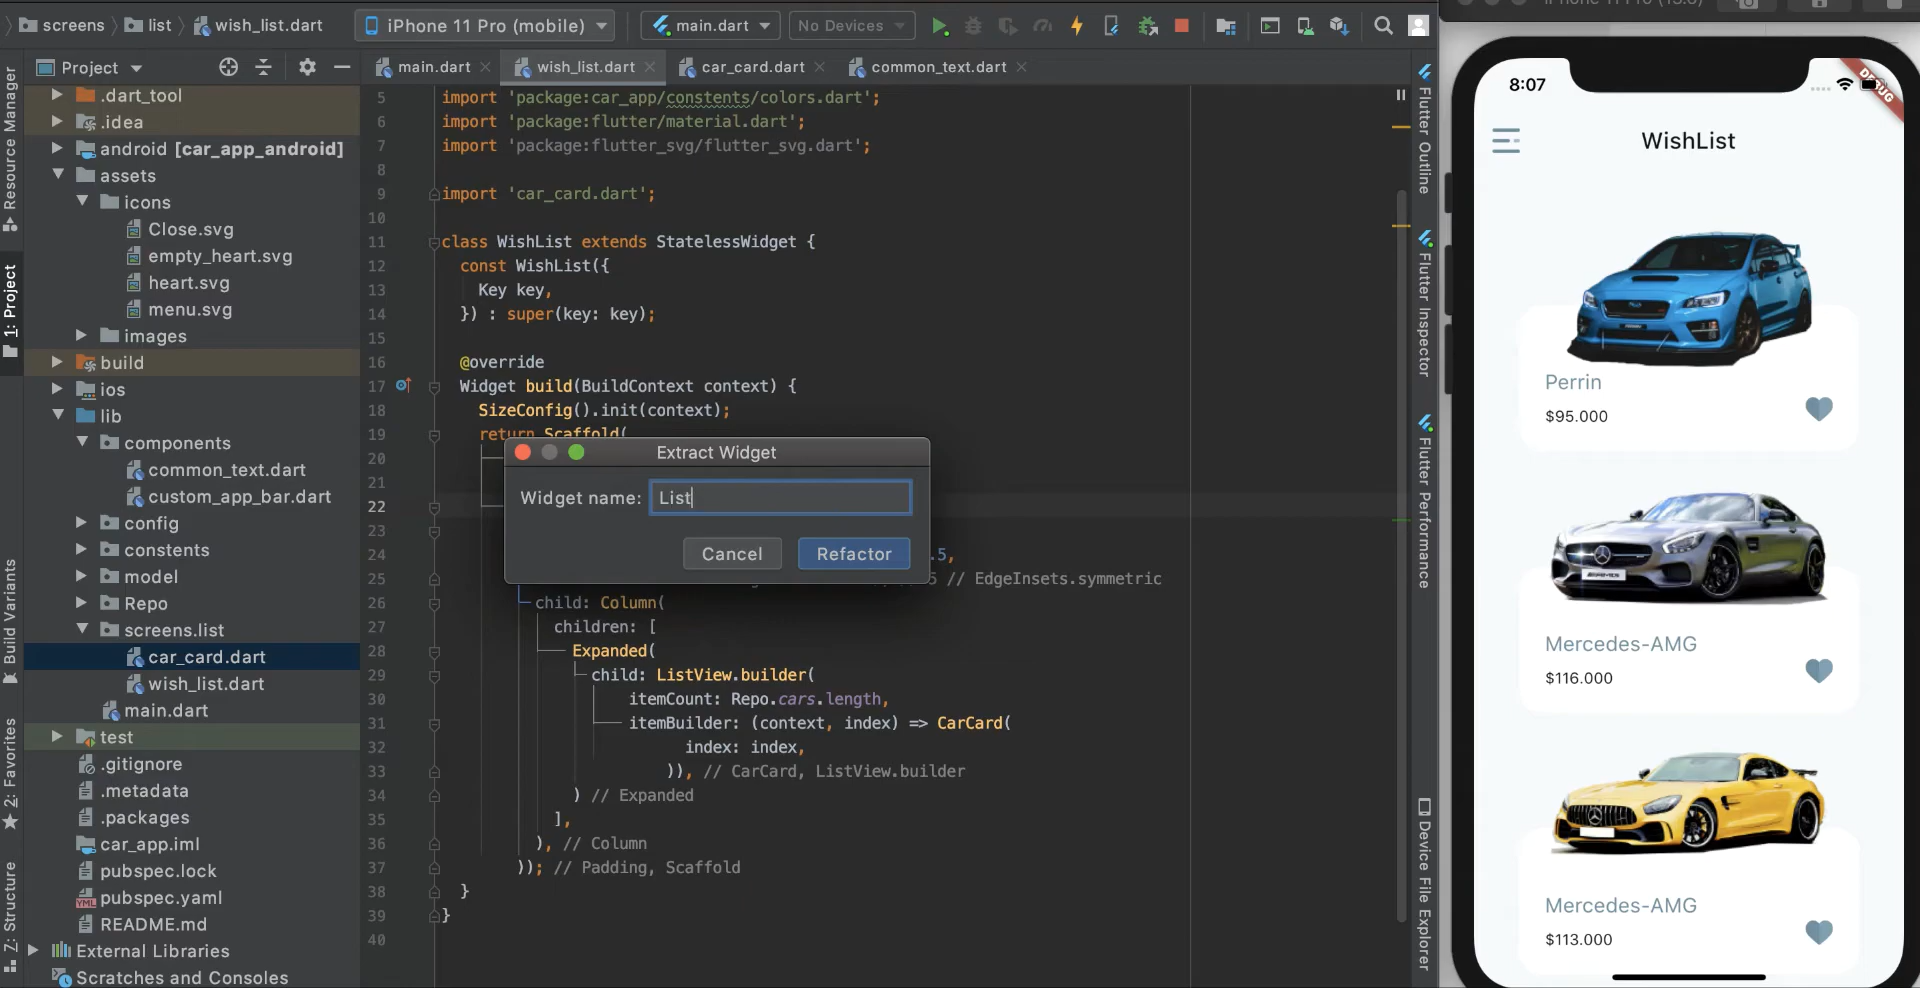 screens
list
wish_list.dart
iPhone 11 Pro (mobile)
main.dart
No Devices
Project
main.dart
wish_list.dart
car_card.dart
common_text.dart
Resource Manager
1: Project
Build Variants
2: Favorites
7: Structure
.dart_tool
.idea
android [car_app_android]
assets
icons
Close.svg
empty_heart.svg
heart.svg
menu.svg
images
build
ios
lib
components
common_text.dart
custom_app_bar.dart
config
constents
model
Repo
screens.list
car_card.dart
wish_list.dart
main.dart
test
.gitignore
.metadata
.packages
car_app.iml
pubspec.lock
pubspec.yaml
README.md
External Libraries
Scratches and Consoles
5 import 'package:car_app/constents/colors.dart';
6 import 'package:flutter/material.dart';
7 import 'package:flutter_svg/flutter_svg.dart';
8
9 import 'car_card.dart';
10
11 class WishList extends StatelessWidget {
12 const WishList({
13 Key key,
14 }) : super(key: key);
15
16 @override
17 Widget build(BuildContext context) {
18 SizeConfig().init(context);
19 return Scaffold(
20
21
22
23
24 .5,
25 5 // EdgeInsets.symmetric
26 child: Column(
27 children: [
28 Expanded(
29 child: ListView.builder(
30 itemCount: Repo.cars.length,
31 itemBuilder: (context, index) => CarCard(
32 index: index,
33 )), // CarCard, ListView.builder
34 ) // Expanded
35 ],
36 ), // Column
37 )); // Padding, Scaffold
38 }
39 }
40
Extract Widget
Widget name: List
Cancel
Refactor
Flutter Outline
Flutter Inspector
Flutter Performance
Device File Explorer
8:07
DEBUG
WishList
Perrin
$95.000
Mercedes-AMG
$116.000
Mercedes-AMG
$113.000